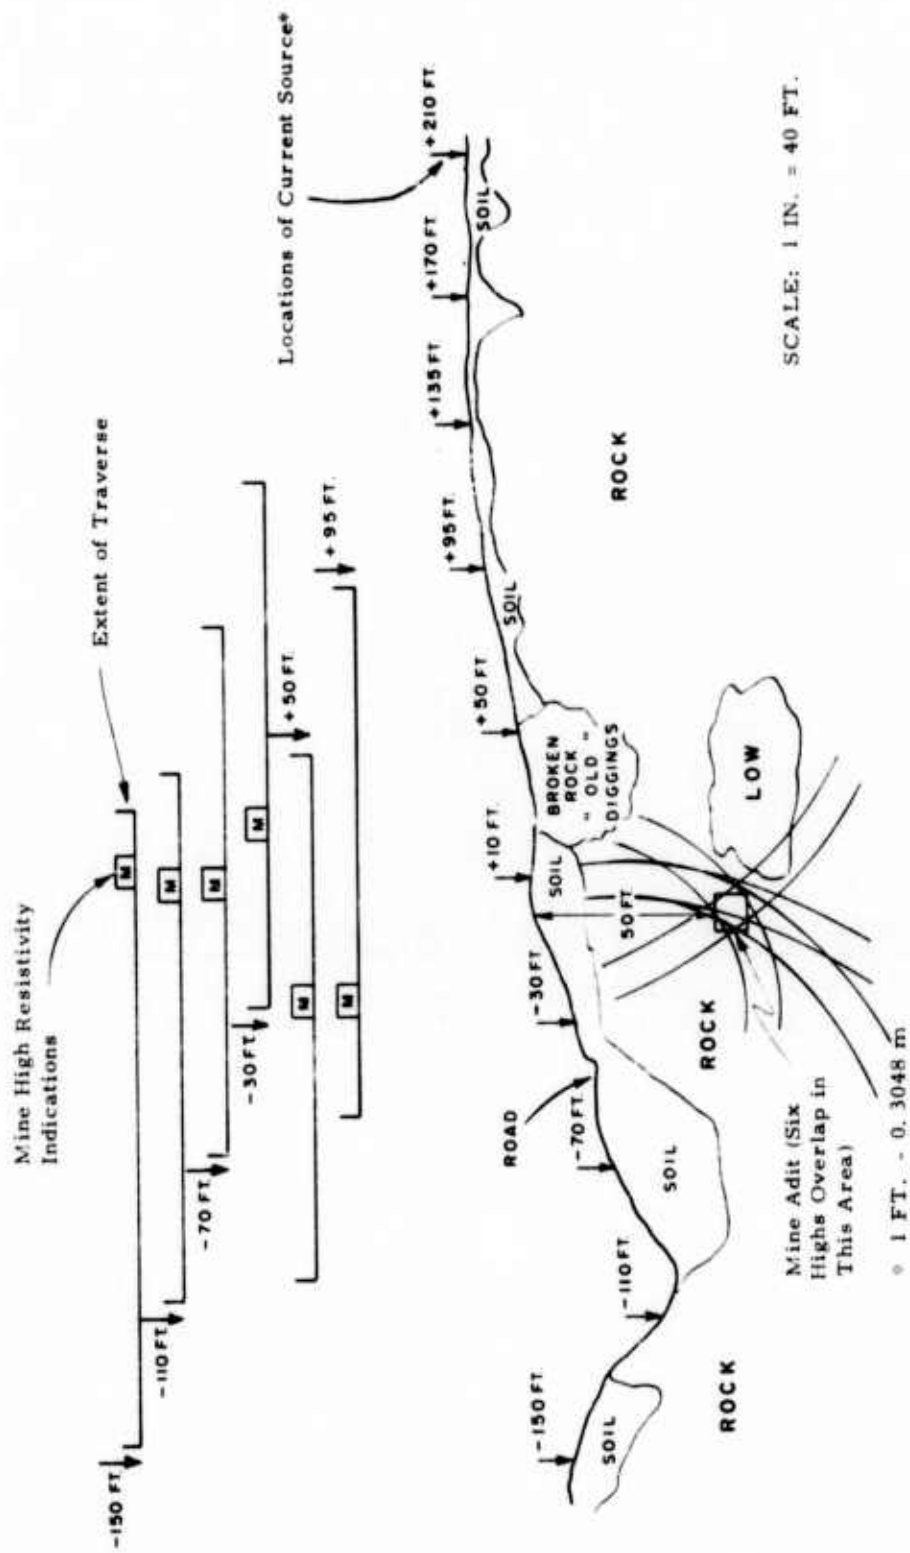 Mine High Resistivity
Indications
Extent of Traverse
Locations of Current Source*
-150 FT.
M
-110 FT.
M
-70 FT.
M
-30 FT.
M
+50 FT.
M
+95 FT.
M
-150 FT.
-110 FT.
-70 FT.
ROAD
-30 FT.
+10 FT.
+50 FT.
+95 FT.
+135 FT.
+170 FT.
+210 FT.
SOIL
SOIL
SOIL
SOIL
SOIL
BROKEN
ROCK
" OLD "
DIGGINGS
50 FT.
LOW
ROCK
ROCK
ROCK
Mine Adit (Six
Highs Overlap in
This Area)
SCALE: 1 IN. = 40 FT.
* 1 FT. - 0.3048 m